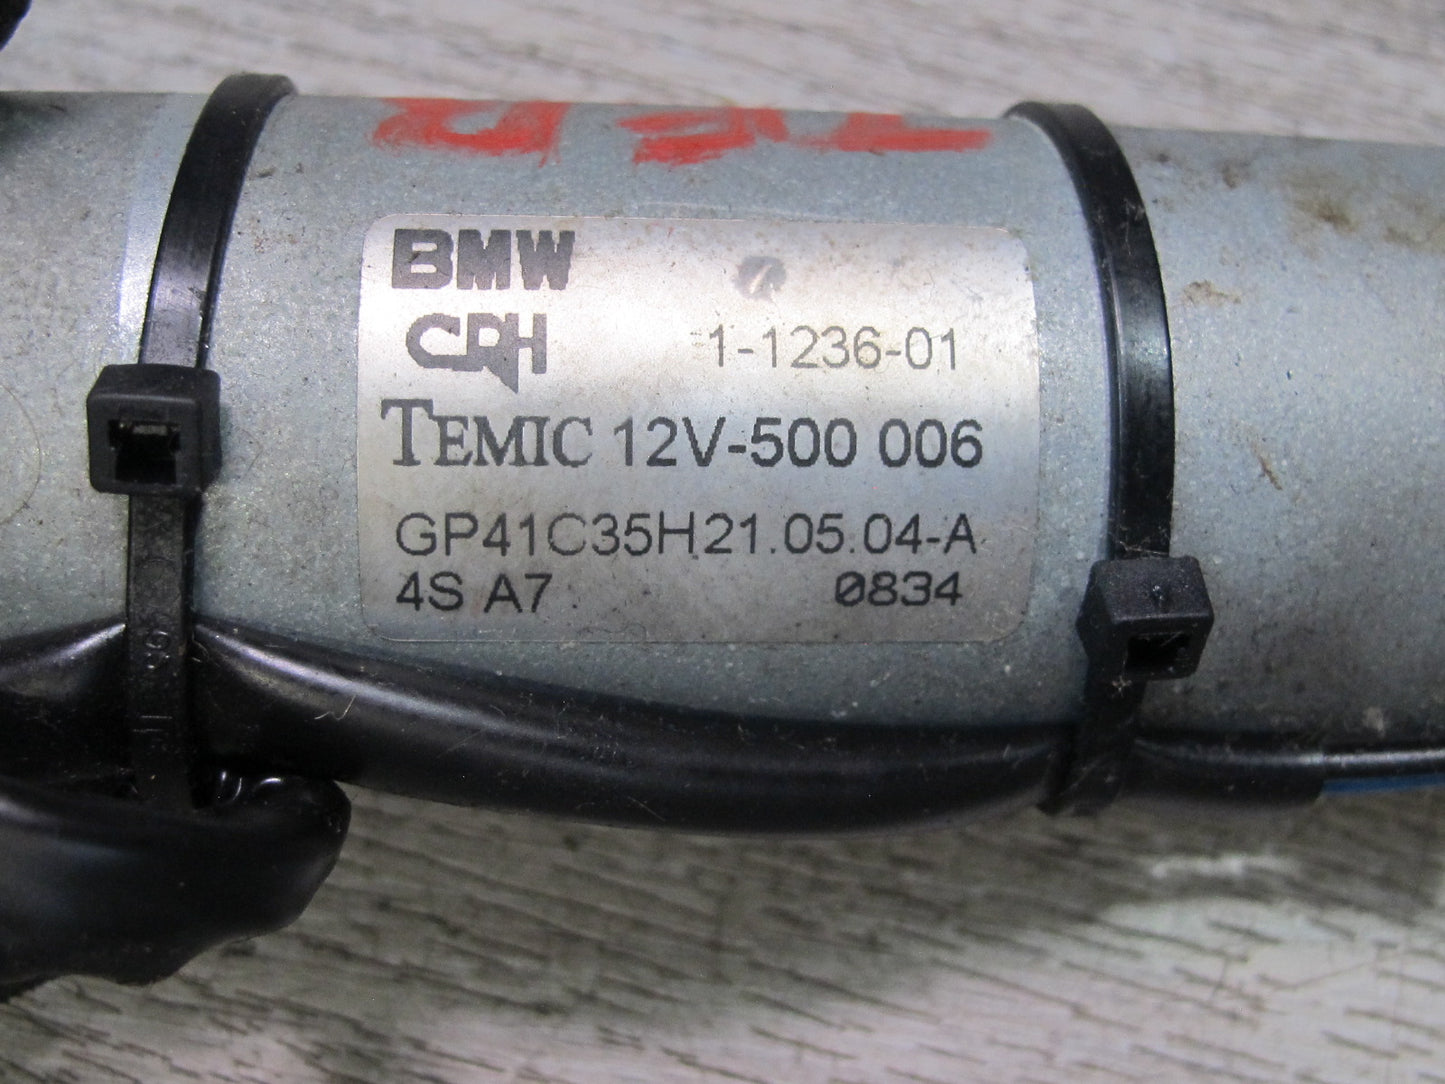 BMW
CRH 1-1236-01
TEMIC 12V-500 006
GP41C35H21.05.04-A
4S A7 0834